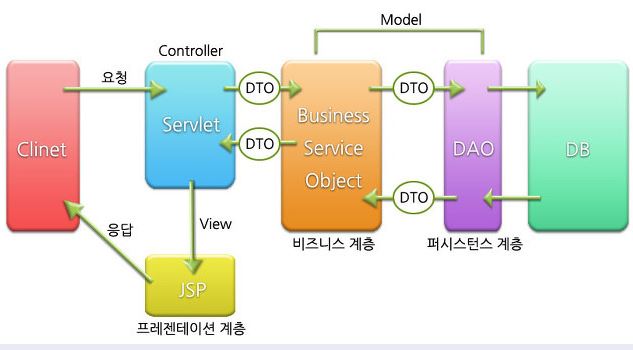 Model
Controller
요청
DTO
DTO
Clinet
Servlet
Business
Service
Object
DTO
DAO
DB
DTO
응답
View
비즈니스 계층
퍼시스턴스 계층
JSP
프레젠테이션 계층